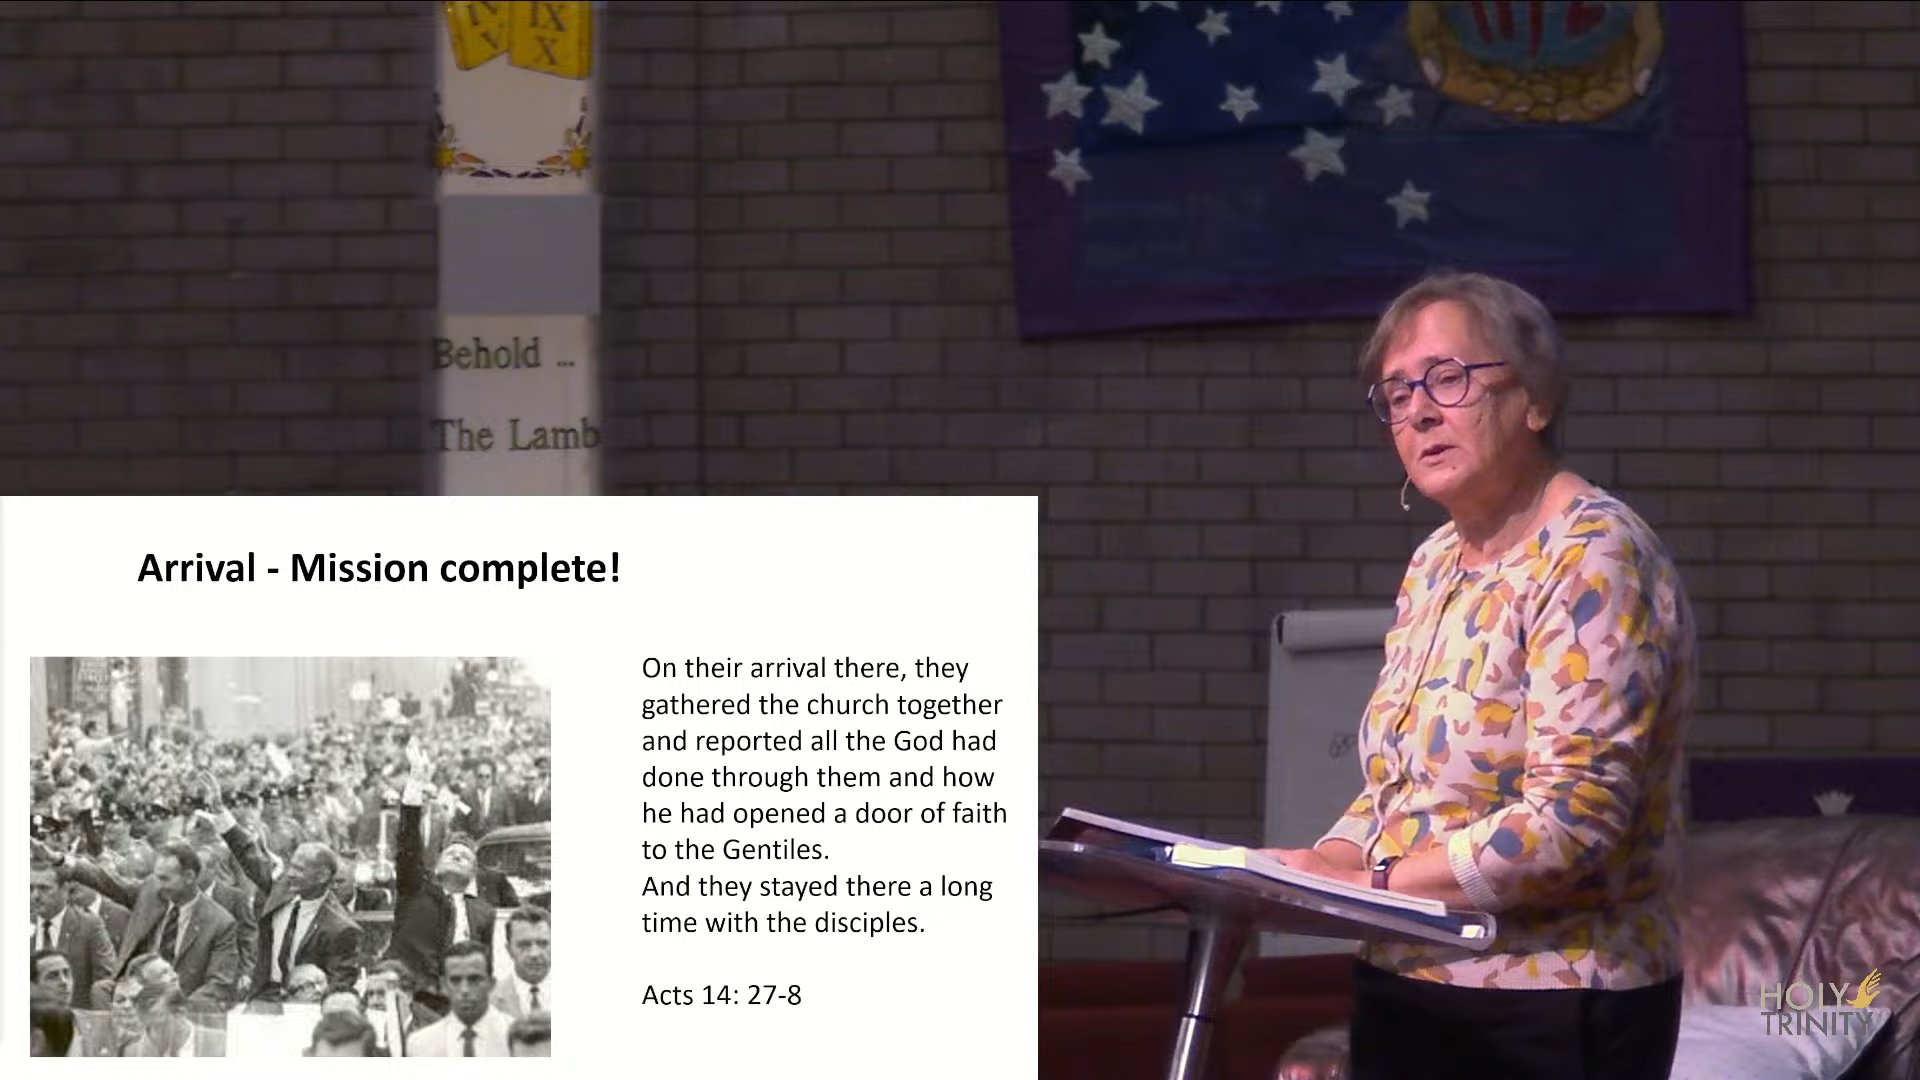 IV
V
IX
X
Behold ...
The Lamb
Arrival - Mission complete!
On their arrival there, they
gathered the church together
and reported all the God had
done through them and how
he had opened a door of faith
to the Gentiles.
And they stayed there a long
time with the disciples.
Acts 14: 27-8
HOLY
TRINITY